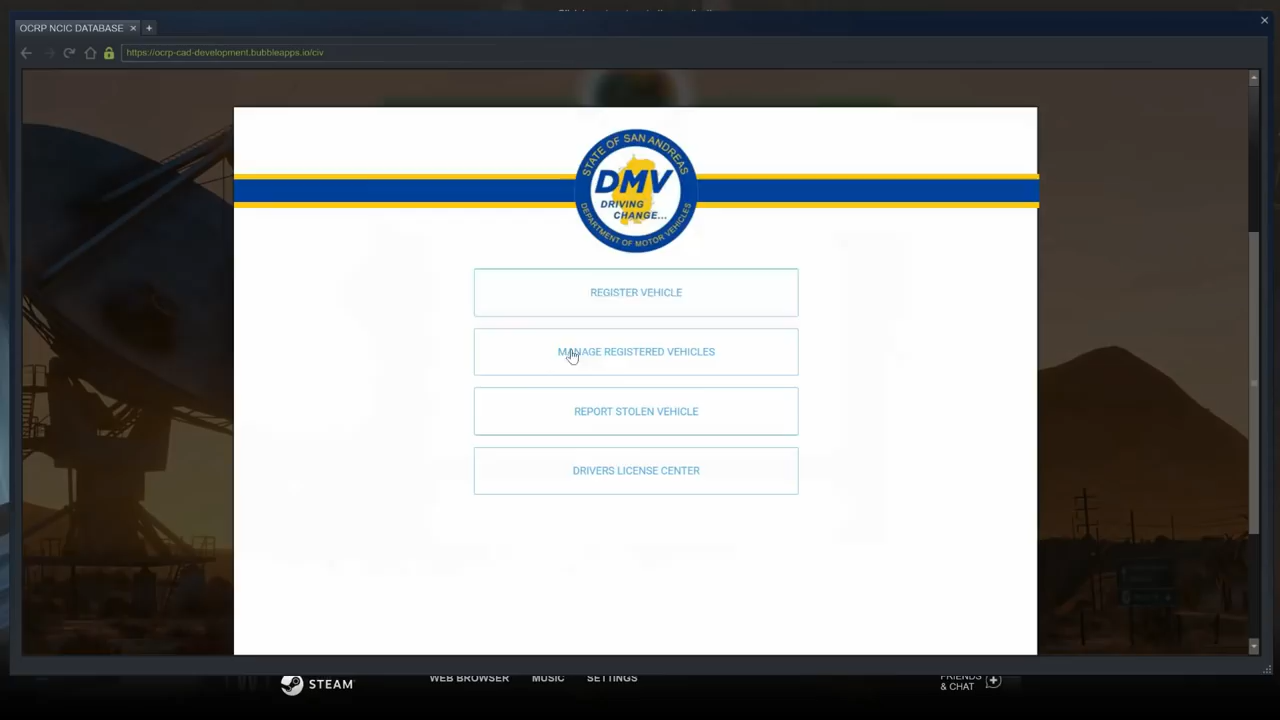 OCRP NCIC DATABASE
https://ocrp-cad-development.bubbleapps.io/civ
STATE OF SAN ANDREAS
DMV
DRIVING
CHANGE...
DEPARTMENT OF MOTOR VEHICLES
REGISTER VEHICLE
MANAGE REGISTERED VEHICLES
REPORT STOLEN VEHICLE
DRIVERS LICENSE CENTER
STEAM
WEB BROWSER
MUSIC
SETTINGS
FRIENDS
& CHAT